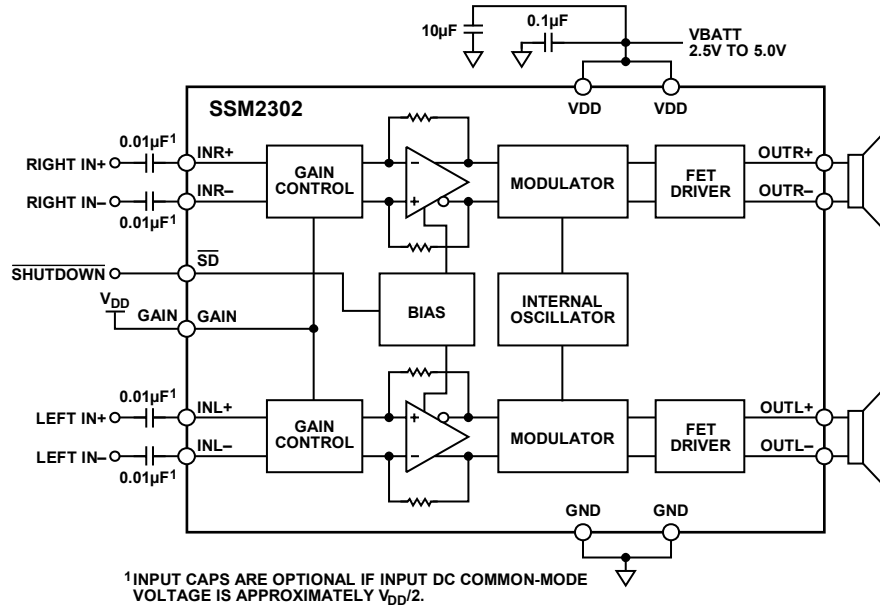 10µF
0.1µF
VBATT
2.5V TO 5.0V
SSM2302
VDD
VDD
0.01µF¹
RIGHT IN+
INR+
GAIN
CONTROL
−
+
MODULATOR
FET
DRIVER
OUTR+
RIGHT IN–
INR–
OUTR–
0.01µF¹
SHUTDOWN
SD
VDD
GAIN
GAIN
BIAS
INTERNAL
OSCILLATOR
0.01µF¹
LEFT IN+
INL+
GAIN
CONTROL
+
−
MODULATOR
FET
DRIVER
OUTL+
LEFT IN–
INL–
OUTL–
0.01µF¹
GND
GND
¹INPUT CAPS ARE OPTIONAL IF INPUT DC COMMON-MODE
VOLTAGE IS APPROXIMATELY VDD/2.